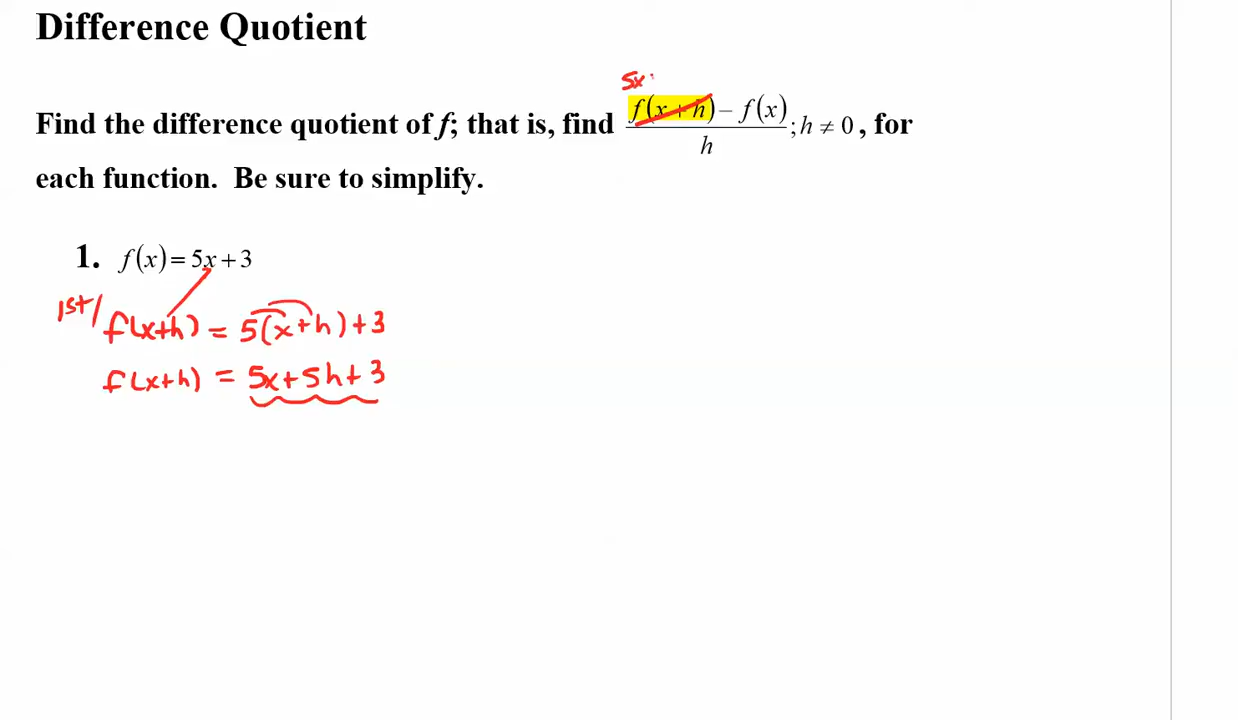 Difference Quotient
5x
Find the difference quotient of f; that is, find \frac{f(x+h)-f(x)}{h}; h ≠ 0, for
each function. Be sure to simplify.
1. f(x)=5x+3
1st/ f(x+h) = 5(x+h)+3
f(x+h) = 5x+5h+3